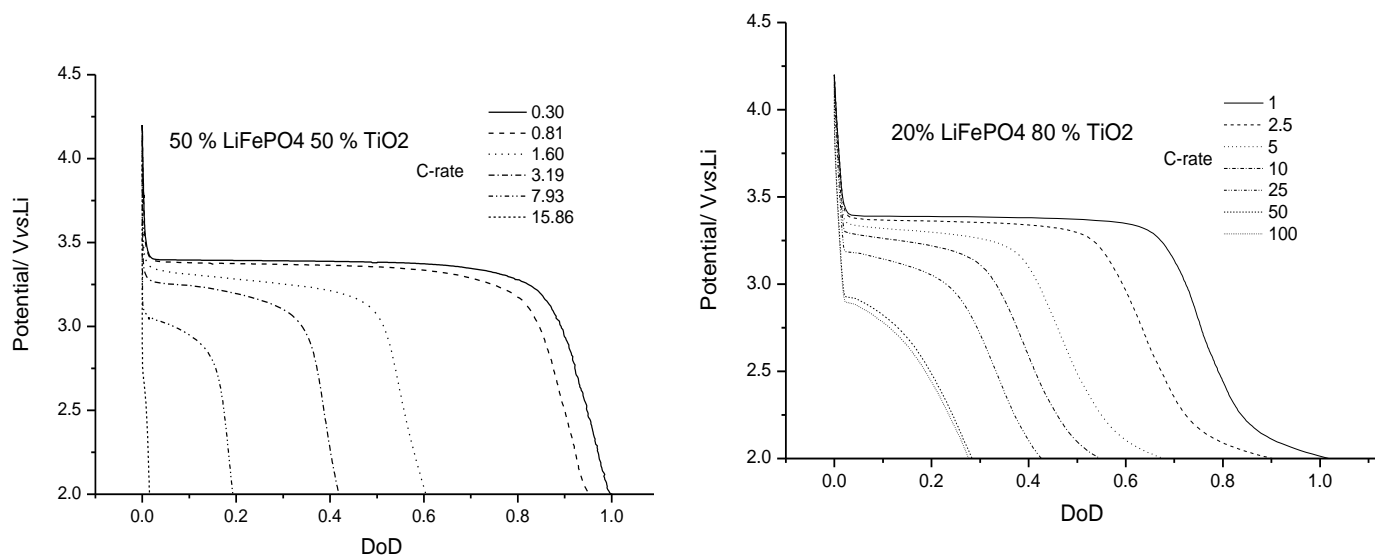 4.5
4.0
3.5
3.0
2.5
2.0
Potential/ V vs.Li
0.0 0.2 0.4 0.6 0.8 1.0
DoD
50 % LiFePO4 50 % TiO2
C-rate
0.30
0.81
1.60
3.19
7.93
15.86
4.5
4.0
3.5
3.0
2.5
2.0
Potential/ V vs.Li
0.0 0.2 0.4 0.6 0.8 1.0
DoD
20% LiFePO4 80 % TiO2
C-rate
1
2.5
5
10
25
50
100